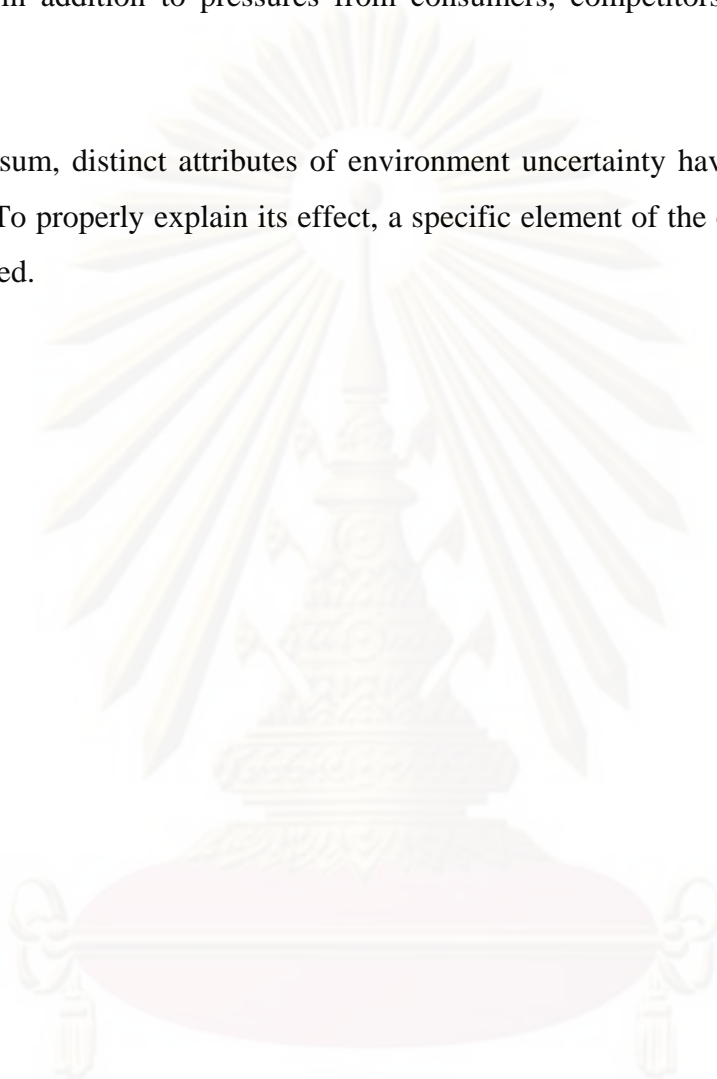 in addition to pressures from consumers, competitors
sum, distinct attributes of environment uncertainty hav
To properly explain its effect, a specific element of the
ed.